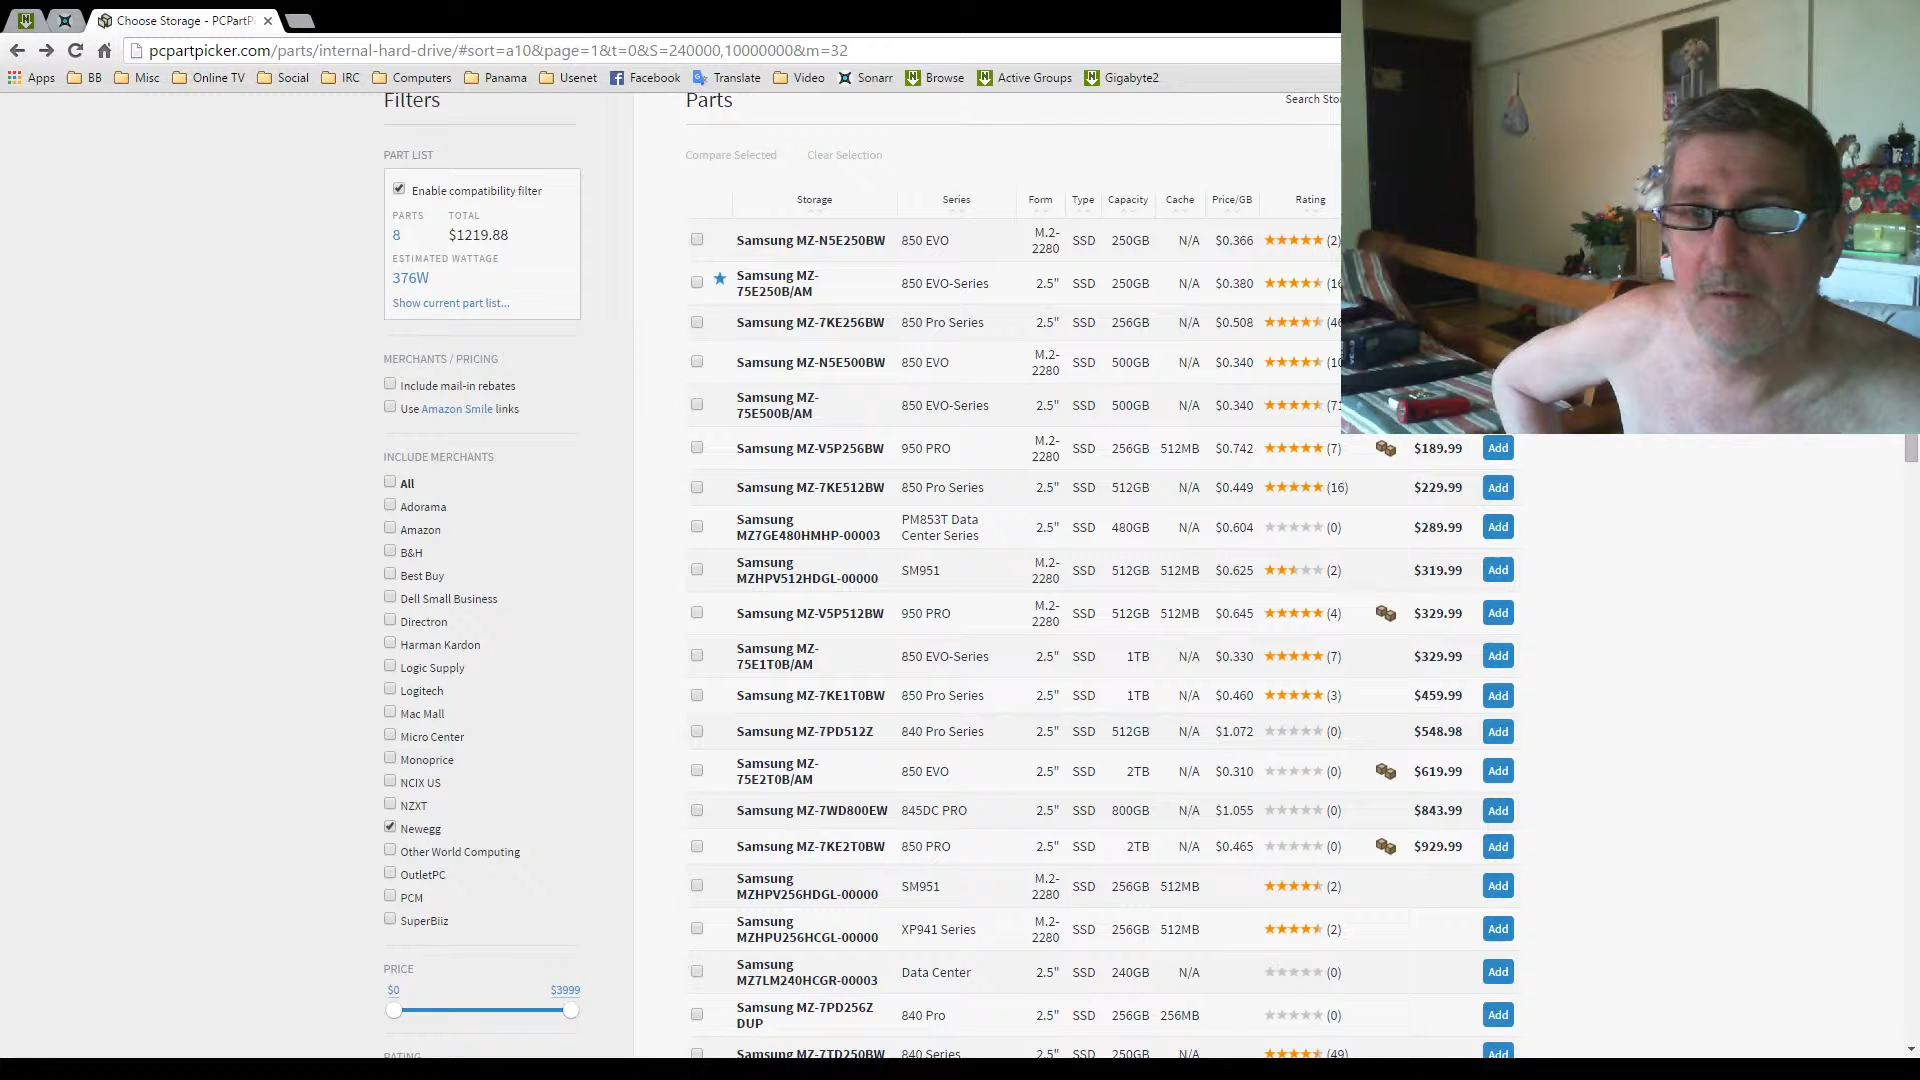 Choose Storage - PCPartPi
pcpartpicker.com/parts/internal-hard-drive/#sort=a10&page=1&t=0&S=240000,10000000&m=32
Apps BB Misc Online TV Social IRC Computers Panama Usenet Facebook Translate Video Sonarr Browse Active Groups Gigabyte2
Filters
PART LIST
Enable compatibility filter
PARTS TOTAL
8 $1219.88
ESTIMATED WATTAGE
376W
Show current part list...
MERCHANTS / PRICING
Include mail-in rebates
Use Amazon Smile links
INCLUDE MERCHANTS
All
Adorama
Amazon
B&H
Best Buy
Dell Small Business
Directron
Harman Kardon
Logic Supply
Logitech
Mac Mall
Micro Center
Monoprice
NCIX US
NZXT
Newegg
Other World Computing
OutletPC
PCM
SuperBiiz
PRICE
$0 $3999
RATING
Parts
Search Sto
Compare Selected Clear Selection
Storage Series Form Type Capacity Cache Price/GB Rating
Samsung MZ-N5E250BW 850 EVO M.2-2280 SSD 250GB N/A $0.366 (2)
Samsung MZ-75E250B/AM 850 EVO-Series 2.5" SSD 250GB N/A $0.380 (16
Samsung MZ-7KE256BW 850 Pro Series 2.5" SSD 256GB N/A $0.508 (46
Samsung MZ-N5E500BW 850 EVO M.2-2280 SSD 500GB N/A $0.340 (10
Samsung MZ-75E500B/AM 850 EVO-Series 2.5" SSD 500GB N/A $0.340 (71
Samsung MZ-V5P256BW 950 PRO M.2-2280 SSD 256GB 512MB $0.742 (7) $189.99 Add
Samsung MZ-7KE512BW 850 Pro Series 2.5" SSD 512GB N/A $0.449 (16) $229.99 Add
Samsung MZ7GE480HMHP-00003 PM853T Data Center Series 2.5" SSD 480GB N/A $0.604 (0) $289.99 Add
Samsung MZHPV512HDGL-00000 SM951 M.2-2280 SSD 512GB 512MB $0.625 (2) $319.99 Add
Samsung MZ-V5P512BW 950 PRO M.2-2280 SSD 512GB 512MB $0.645 (4) $329.99 Add
Samsung MZ-75E1T0B/AM 850 EVO-Series 2.5" SSD 1TB N/A $0.330 (7) $329.99 Add
Samsung MZ-7KE1T0BW 850 Pro Series 2.5" SSD 1TB N/A $0.460 (3) $459.99 Add
Samsung MZ-7PD512Z 840 Pro Series 2.5" SSD 512GB N/A $1.072 (0) $548.98 Add
Samsung MZ-75E2T0B/AM 850 EVO 2.5" SSD 2TB N/A $0.310 (0) $619.99 Add
Samsung MZ-7WD800EW 845DC PRO 2.5" SSD 800GB N/A $1.055 (0) $843.99 Add
Samsung MZ-7KE2T0BW 850 PRO 2.5" SSD 2TB N/A $0.465 (0) $929.99 Add
Samsung MZHPV256HDGL-00000 SM951 M.2-2280 SSD 256GB 512MB (2) Add
Samsung MZHPU256HCGL-00000 XP941 Series M.2-2280 SSD 256GB 512MB (2) Add
Samsung MZ7LM240HCGR-00003 Data Center 2.5" SSD 240GB N/A (0) Add
Samsung MZ-7PD256Z DUP 840 Pro 2.5" SSD 256GB 256MB (0) Add
Samsung MZ-7TD250BW 840 Series 2.5" SSD 250GB N/A (49) Add